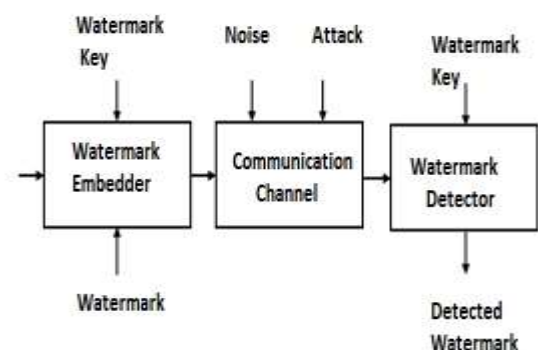 Watermark
Key
Noise
Attack
Watermark
Key
Watermark
Embedder
Communication
Channel
Watermark
Detector
Watermark
Detected
Watermark